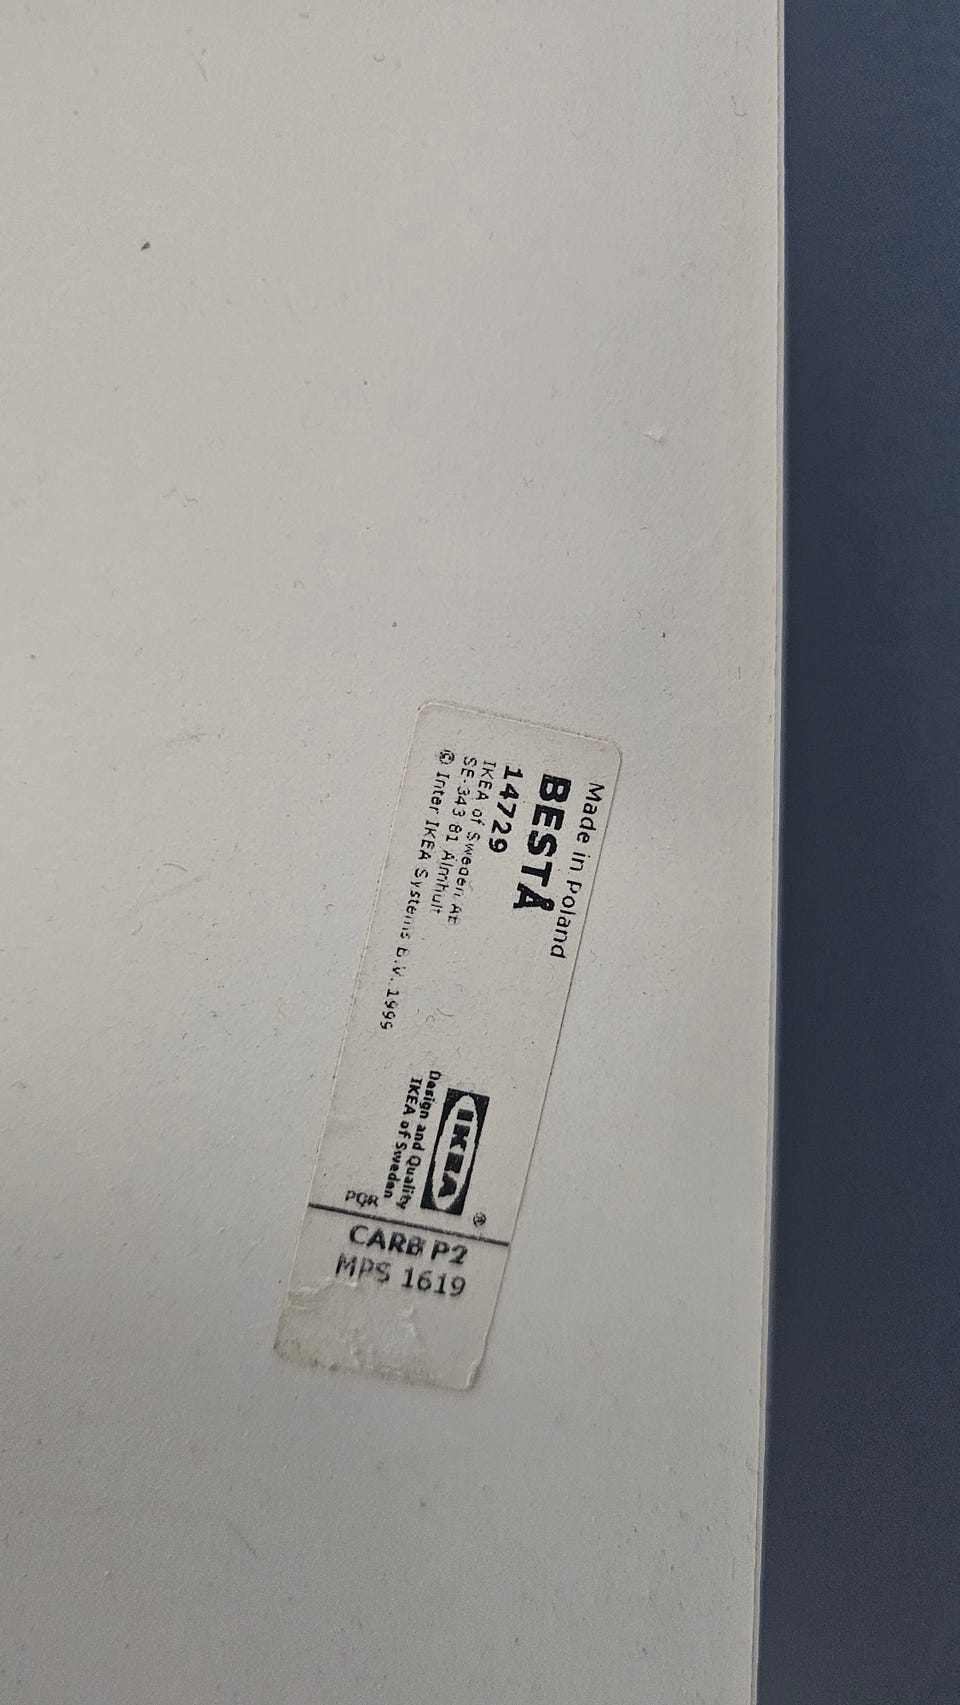 Made in Poland
BESTÅ
14729
IKEA of Sweden AB
SE-343 81 Älmhult
© Inter IKEA Systems B.V. 1999
IKEA ®
Design and Quality
IKEA of Sweden
PQR
CARB P2
MPS 1619